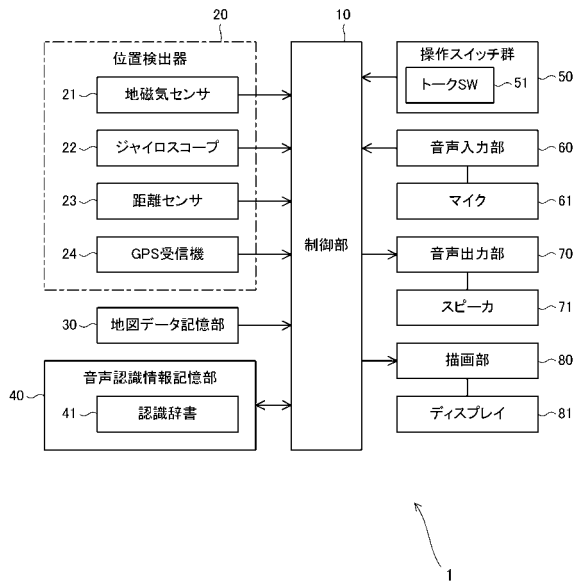 20
位置検出器
21 地磁気センサ
22 ジャイロスコープ
23 距離センサ
24 GPS受信機
30 地図データ記憶部
40 音声認識情報記憶部
41 認識辞書
10
制御部
操作スイッチ群 50
トークSW 51
音声入力部 60
マイク 61
音声出力部 70
スピーカ 71
描画部 80
ディスプレイ 81
1